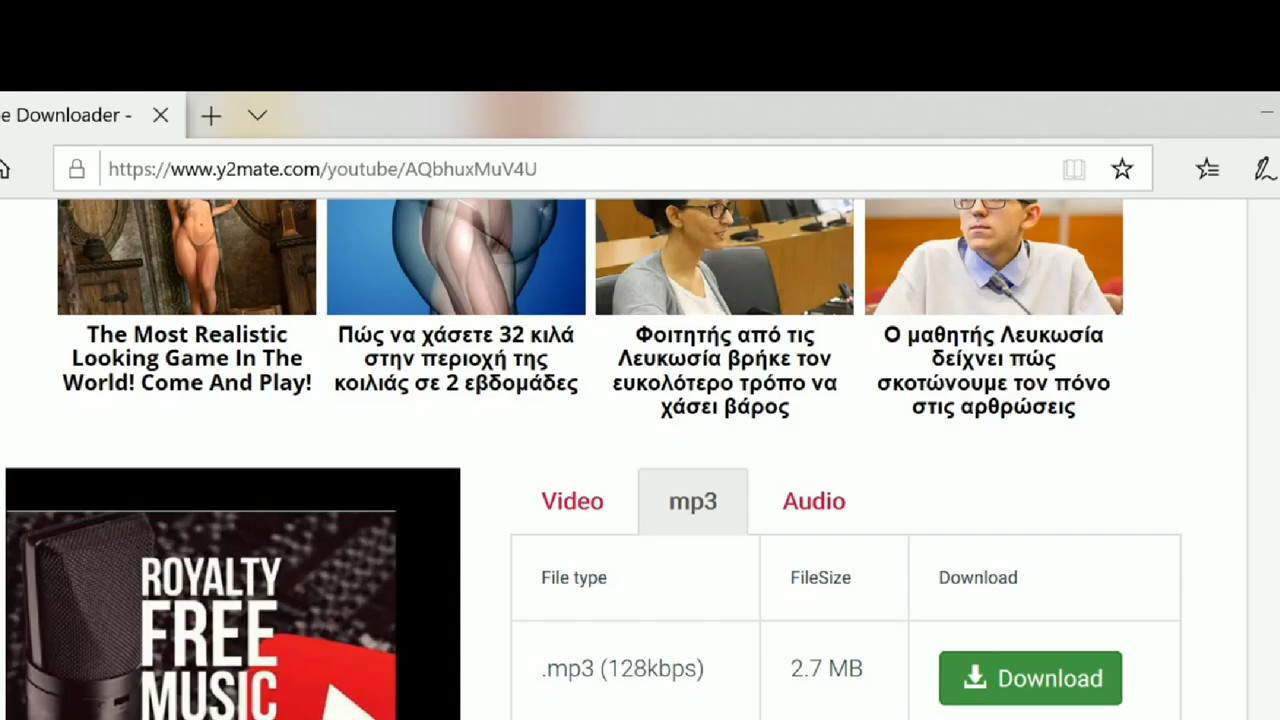 e Downloader -
https://www.y2mate.com/youtube/AQbhuxMuV4U
The Most Realistic
Looking Game In The
World! Come And Play!
Πώς να χάσετε 32 κιλά
στην περιοχή της
κοιλιάς σε 2 εβδομάδες
Φοιτητής από τις
Λευκωσία βρήκε τον
ευκολότερο τρόπο να
χάσει βάρος
Ο μαθητής Λευκωσία
δείχνει πώς
σκοτώνουμε τον πόνο
στις αρθρώσεις
Video mp3 Audio
File type FileSize Download
.mp3 (128kbps) 2.7 MB Download
ROYALTY
FREE
MUSIC